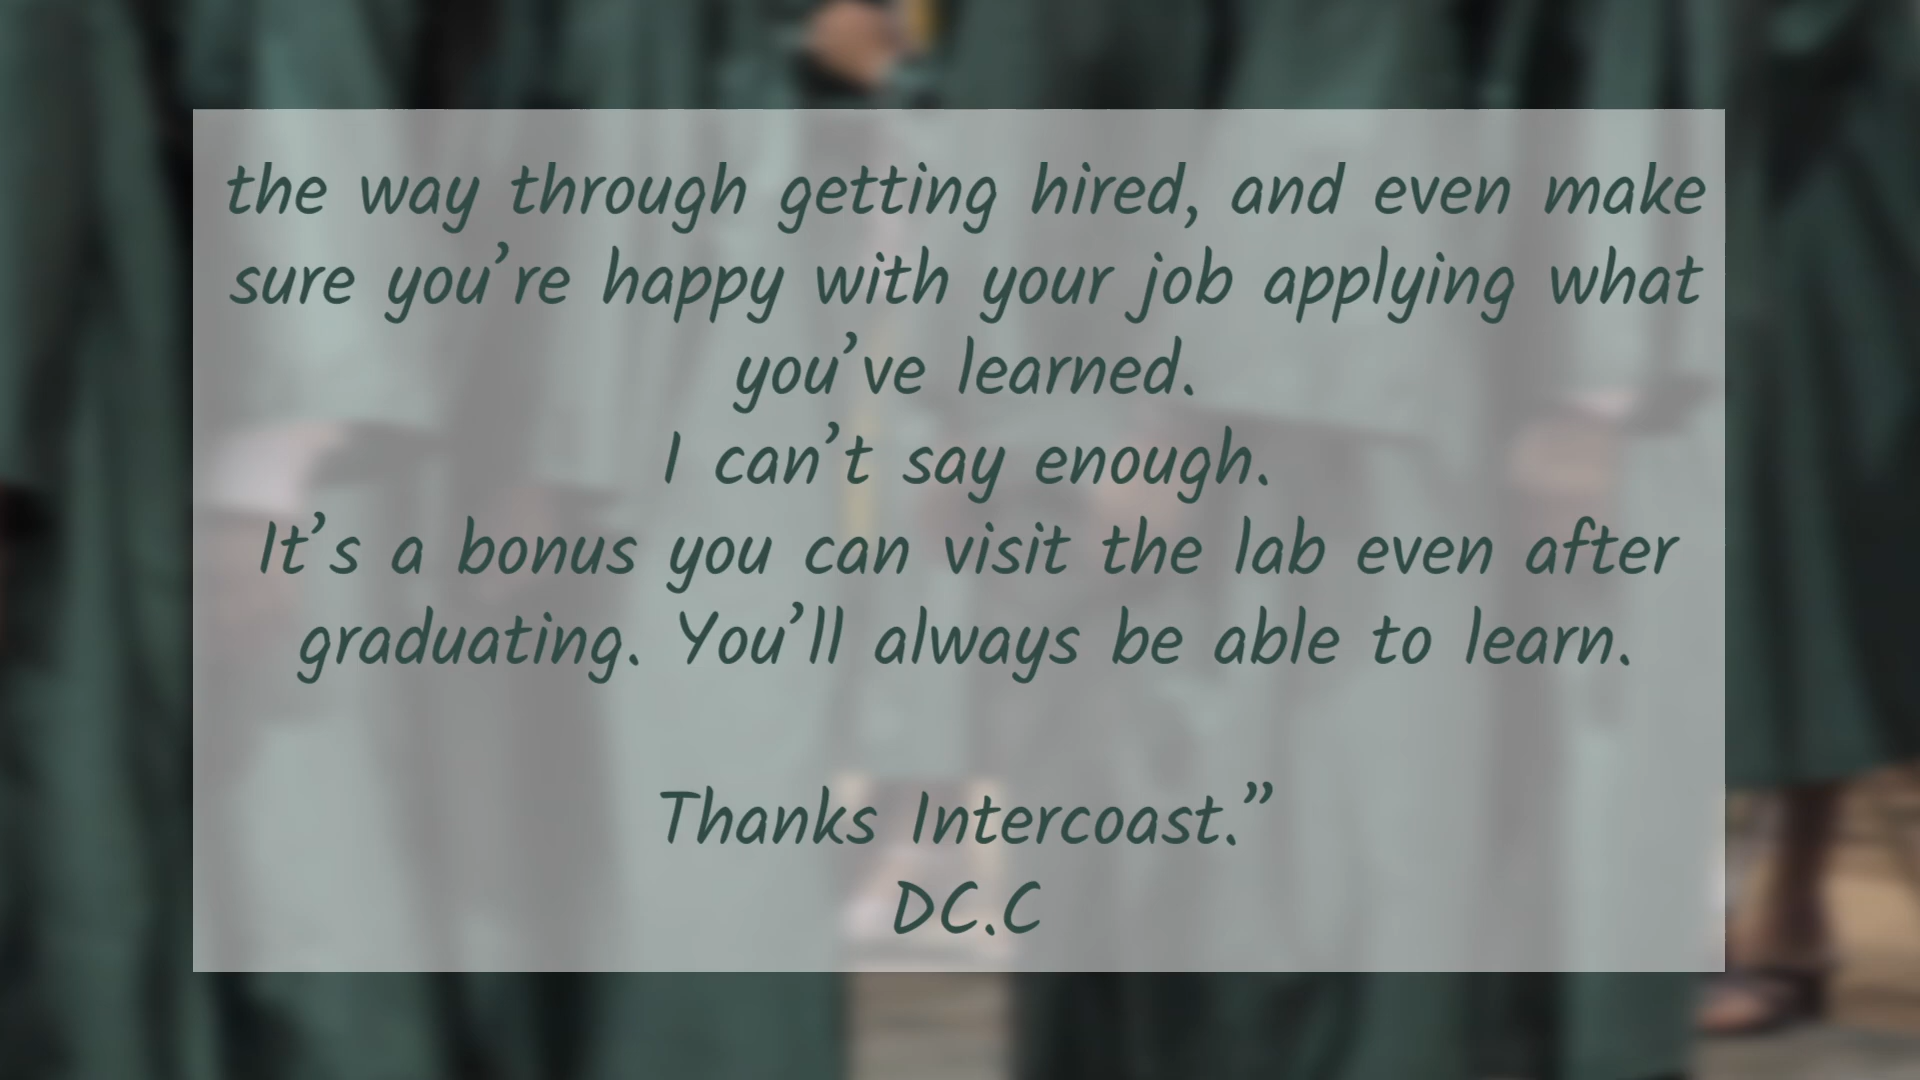 the way through getting hired, and even make
sure you’re happy with your job applying what
you’ve learned.
I can’t say enough.
It’s a bonus you can visit the lab even after
graduating. You’ll always be able to learn.
Thanks Intercoast.”
DC.C